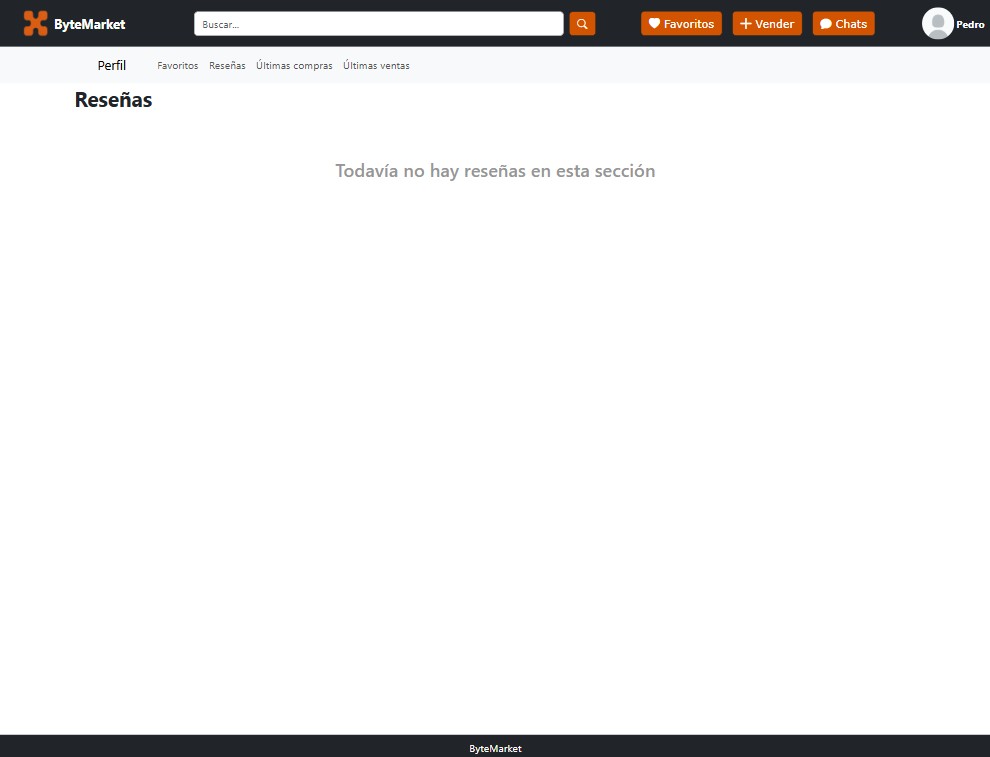 ByteMarket
Buscar...
Favoritos
Vender
Chats
Pedro
Perfil
Favoritos
Reseñas
Últimas compras
Últimas ventas
Reseñas
Todavía no hay reseñas en esta sección
ByteMarket